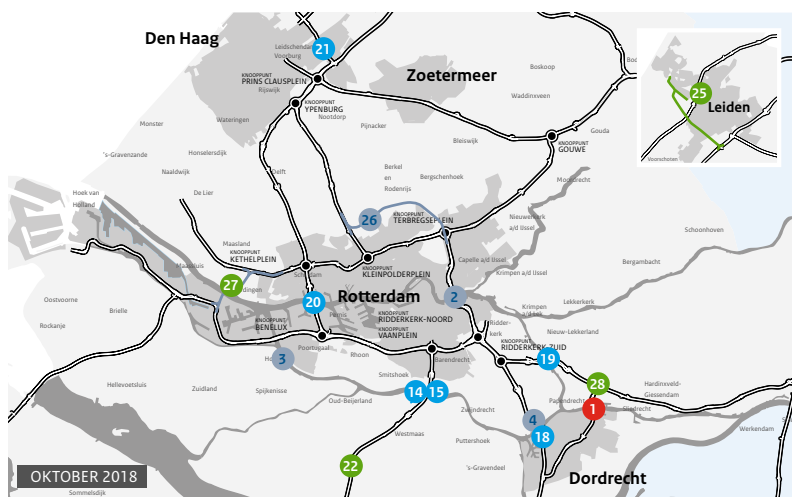 Den Haag
Leidschendam
Voorburg
21
KNOOPPUNT
PRINS CLAUSPLEIN
Rijswijk
Zoetermeer
Boskoop
Waddinxveen
25
Leiden
Voorschoten
KNOOPPUNT
YPENBURG
Nootdorp
Wateringen
Monster
Pijnacker
Gouda
Honselersdijk
Bleiswijk
KNOOPPUNT
GOUWE
's-Gravenzande
Naaldwijk
Delft
Berkel
en
Rodenrijs
Bergschenhoek
Moordrecht
De Lier
Hoek van
Holland
26
KNOOPPUNT
TERBREGSEPLEIN
Nieuwerkerk
a/d IJssel
Schoonhoven
Maasland
KNOOPPUNT
KETHELPLEIN
Capelle a/d IJssel
Bergambacht
Maassluis
KNOOPPUNT
KLEINPOLDERPLEIN
Krimpen a/d IJssel
27
20
Rotterdam
2
Lekkerkerk
Krimpen
a/d Lek
Oostvoorne
Brielle
Pernis
KNOOPPUNT
RIDDERKERK-NOORD
Rockanje
KNOOPPUNT
BENELUX
KNOOPPUNT
VAANPLEIN
Ridder-
kerk
Nieuw-Lekkerland
KNOOPPUNT
RIDDERKERK-ZUID
Poortugaal
Rhoon
Barendrecht
3
19
Smitshoek
Hellevoetsluis
Zuidland
Spijkenisse
28
Hardinxveld-
Giessendam
14
15
Oud-Beijerland
Zwijndrecht
Papendrecht
1
Sliedrecht
4
18
Westmaas
Puttershoek
Werkendam
22
's-Gravendeel
Dordrecht
OKTOBER 2018
Sommelsdijk